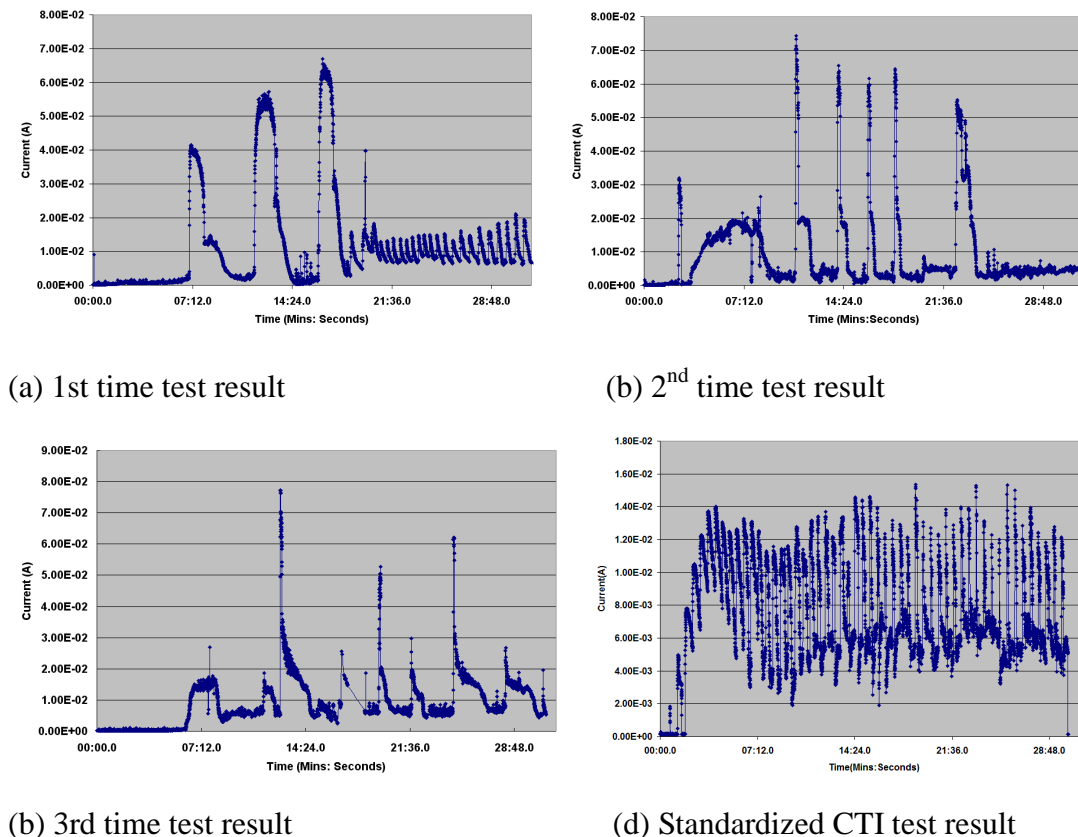 8.00E-02
7.00E-02
6.00E-02
5.00E-02
4.00E-02
3.00E-02
2.00E-02
1.00E-02
0.00E+00
Current (A)
00:00.0 07:12.0 14:24.0 21:36.0 28:48.0
Time (Mins: Seconds)
(a) 1st time test result
8.00E-02
7.00E-02
6.00E-02
5.00E-02
4.00E-02
3.00E-02
2.00E-02
1.00E-02
0.00E+00
Current (A)
00:00.0 07:12.0 14:24.0 21:36.0 28:48.0
Time (Mins:Seconds)
(b) 2nd time test result
9.00E-02
8.00E-02
7.00E-02
6.00E-02
5.00E-02
4.00E-02
3.00E-02
2.00E-02
1.00E-02
0.00E+00
Current (A)
00:00.0 07:12.0 14:24.0 21:36.0 28:48.0
Time (Mins: Seconds)
(b) 3rd time test result
1.80E-02
1.60E-02
1.40E-02
1.20E-02
1.00E-02
8.00E-03
6.00E-03
4.00E-03
2.00E-03
0.00E+00
Current(A)
00:00.0 07:12.0 14:24.0 21:36.0 28:48.0
Time(Mins:Seconds)
(d) Standardized CTI test result